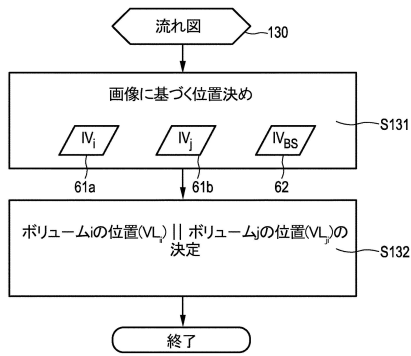 流れ図
130
画像に基づく位置決め
S131
IVi
IVj
IVBS
61a
61b
62
ボリュームiの位置(VLii) || ボリュームjの位置(VLji)の
決定
S132
終了